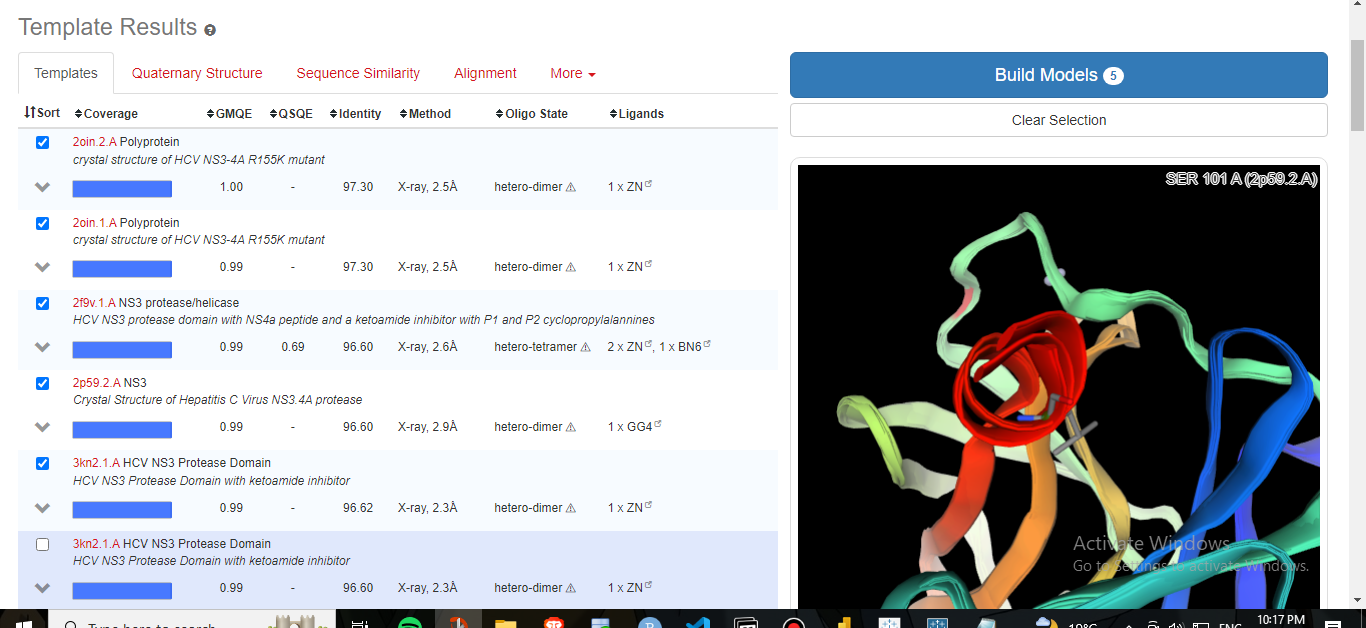 Template Results
Templates Quaternary Structure Sequence Similarity Alignment More
Build Models 5
Clear Selection
Sort Coverage GMQE QSQE Identity Method Oligo State Ligands
2oin.2.A Polyprotein
crystal structure of HCV NS3-4A R155K mutant
1.00 - 97.30 X-ray, 2.5Å hetero-dimer 1 x ZN
2oin.1.A Polyprotein
crystal structure of HCV NS3-4A R155K mutant
0.99 - 97.30 X-ray, 2.5Å hetero-dimer 1 x ZN
2f9v.1.A NS3 protease/helicase
HCV NS3 protease domain with NS4a peptide and a ketoamide inhibitor with P1 and P2 cyclopropylalannines
0.99 0.69 96.60 X-ray, 2.6Å hetero-tetramer 2 x ZN, 1 x BN6
2p59.2.A NS3
Crystal Structure of Hepatitis C Virus NS3.4A protease
0.99 - 96.60 X-ray, 2.9Å hetero-dimer 1 x GG4
3kn2.1.A HCV NS3 Protease Domain
HCV NS3 Protease Domain with ketoamide inhibitor
0.99 - 96.62 X-ray, 2.3Å hetero-dimer 1 x ZN
3kn2.1.A HCV NS3 Protease Domain
HCV NS3 Protease Domain with ketoamide inhibitor
0.99 - 96.60 X-ray, 2.3Å hetero-dimer 1 x ZN
SER 101 A (2p59.2.A)
Activate Windows
Go to Settings to activate Windows.
Type here to search
19°C
ENG
10:17 PM